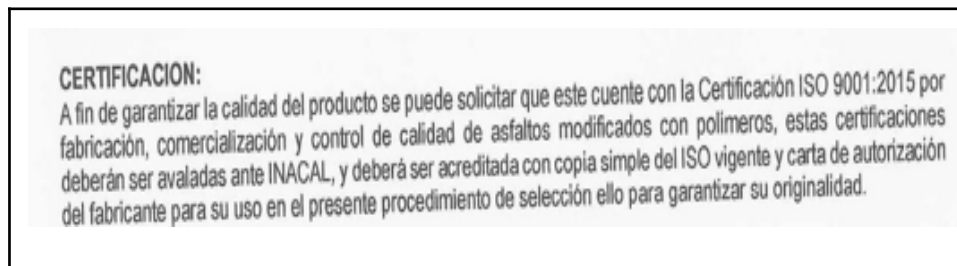 CERTIFICACION:
A fin de garantizar la calidad del producto se puede solicitar que este cuente con la Certificación ISO 9001:2015 por
fabricación, comercialización y control de calidad de asfaltos modificados con polimeros, estas certificaciones
deberán ser avaladas ante INACAL, y deberá ser acreditada con copia simple del ISO vigente y carta de autorización
del fabricante para su uso en el presente procedimiento de selección ello para garantizar su originalidad.